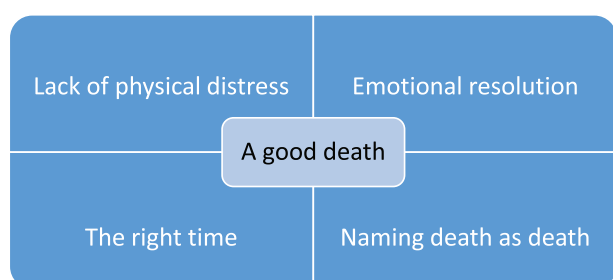 Lack of physical distress
Emotional resolution
A good death
The right time
Naming death as death